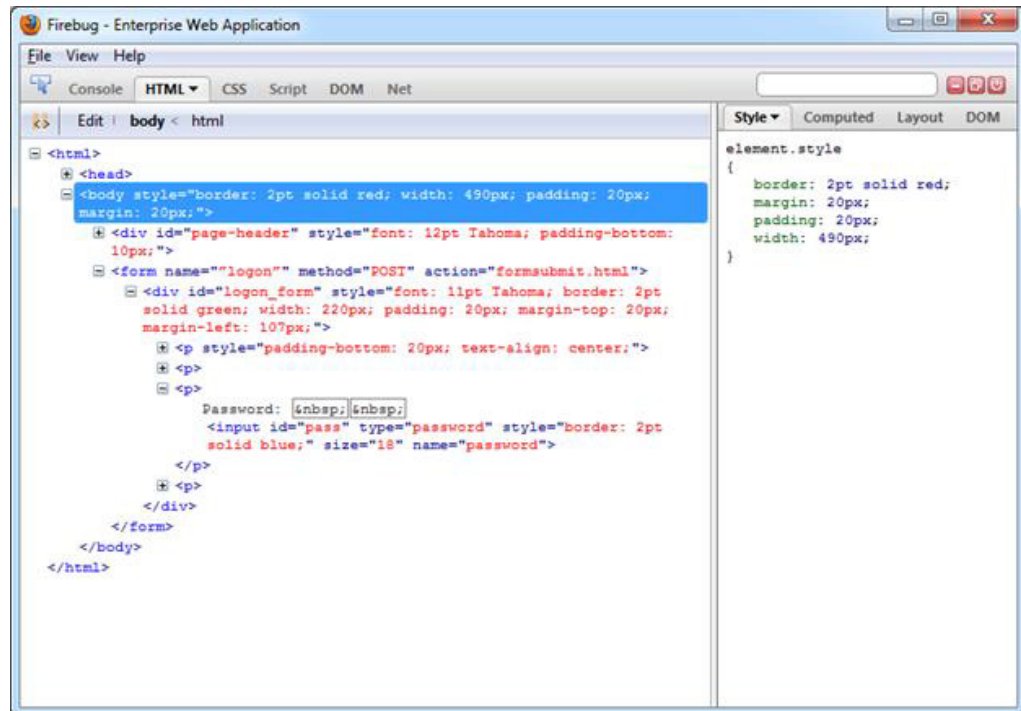 Firebug - Enterprise Web Application
File View Help
Console HTML CSS Script DOM Net
Edit body < html
<html>
<head>
<body style="border: 2pt solid red; width: 490px; padding: 20px;
margin: 20px;">
<div id="page-header" style="font: 12pt Tahoma; padding-bottom:
10px;">
<form name="”logon”" method="POST" action="formsubmit.html">
<div id="logon_form" style="font: 11pt Tahoma; border: 2pt
solid green; width: 220px; padding: 20px; margin-top: 20px;
margin-left: 107px;">
<p style="padding-bottom: 20px; text-align: center;">
<p>
<p>
Password: &nbsp;&nbsp;
<input id="pass" type="password" style="border: 2pt
solid blue;" size="18" name="password">
</p>
<p>
</div>
</form>
</body>
</html>
Style Computed Layout DOM
element.style
{
border: 2pt solid red;
margin: 20px;
padding: 20px;
width: 490px;
}